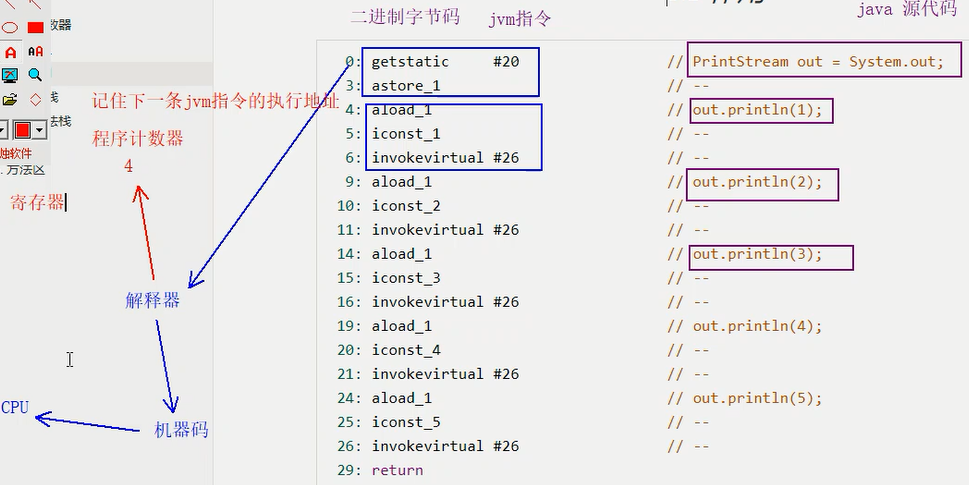 二进制字节码 jvm指令 java 源代码
数器
A AA
0: getstatic #20 // PrintStream out = System.out;
3: astore_1 // --
记住下一条jvm指令的执行地址
4: aload_1 // out.println(1);
法栈
程序计数器
5: iconst_1 // --
烛软件
4
6: invokevirtual #26 // --
方法区
9: aload_1 // out.println(2);
寄存器
10: iconst_2 // --
11: invokevirtual #26 // --
14: aload_1 // out.println(3);
15: iconst_3 // --
解释器
16: invokevirtual #26 // --
19: aload_1 // out.println(4);
20: iconst_4 // --
21: invokevirtual #26 // --
24: aload_1 // out.println(5);
CPU
25: iconst_5 // --
机器码
26: invokevirtual #26 // --
29: return